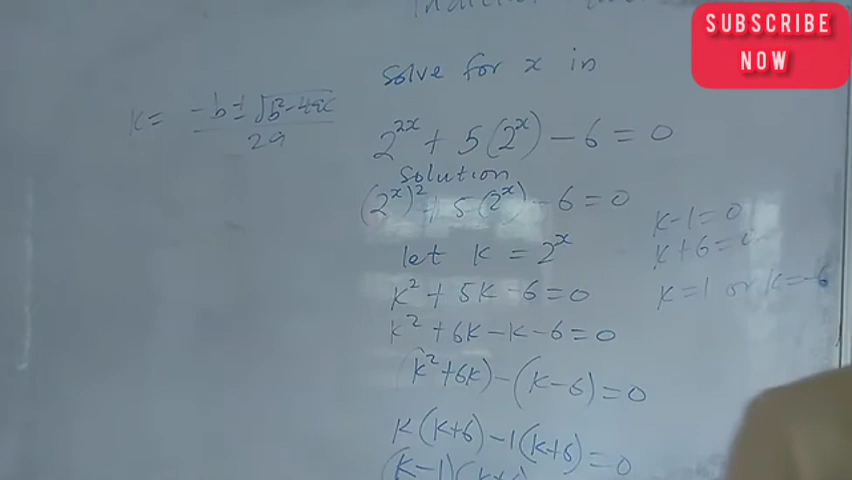 SUBSCRIBE
NOW
solve for x in
K = -b ± √b²-4ac / 2a
2^2x + 5(2^x) - 6 = 0
Solution
(2^x)² + 5(2^x) - 6 = 0
let K = 2^x
K² + 5K - 6 = 0
K² + 6K - K - 6 = 0
(K² + 6K) - (K - 6) = 0
K(K+6) - 1(K+6) = 0
(K-1)
K-1 = 0
K+6 = 0
K = 1 or K = -6